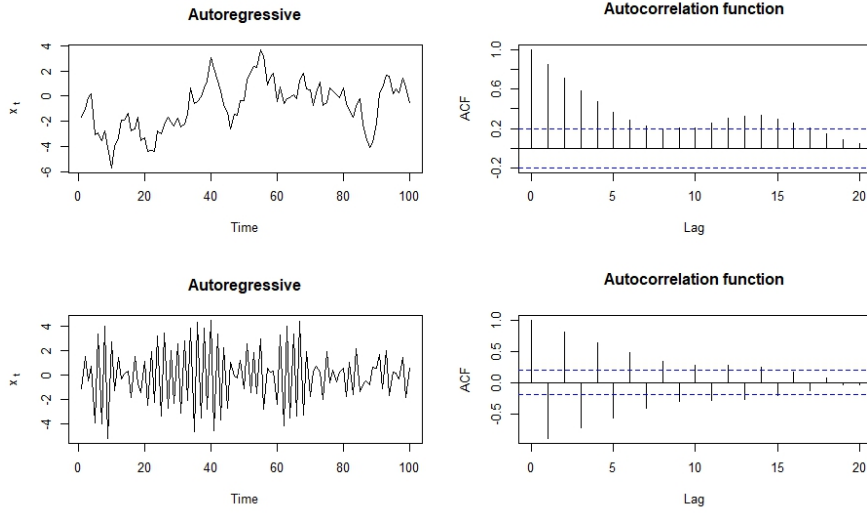 Autoregressive
x t
4
2
0
-2
-4
-6
0 20 40 60 80 100
Time
Autocorrelation function
ACF
1.0
0.6
0.2
-0.2
0 5 10 15 20
Lag
Autoregressive
x t
4
2
0
-2
-4
0 20 40 60 80 100
Time
Autocorrelation function
ACF
1.0
0.5
0.0
-0.5
0 5 10 15 20
Lag